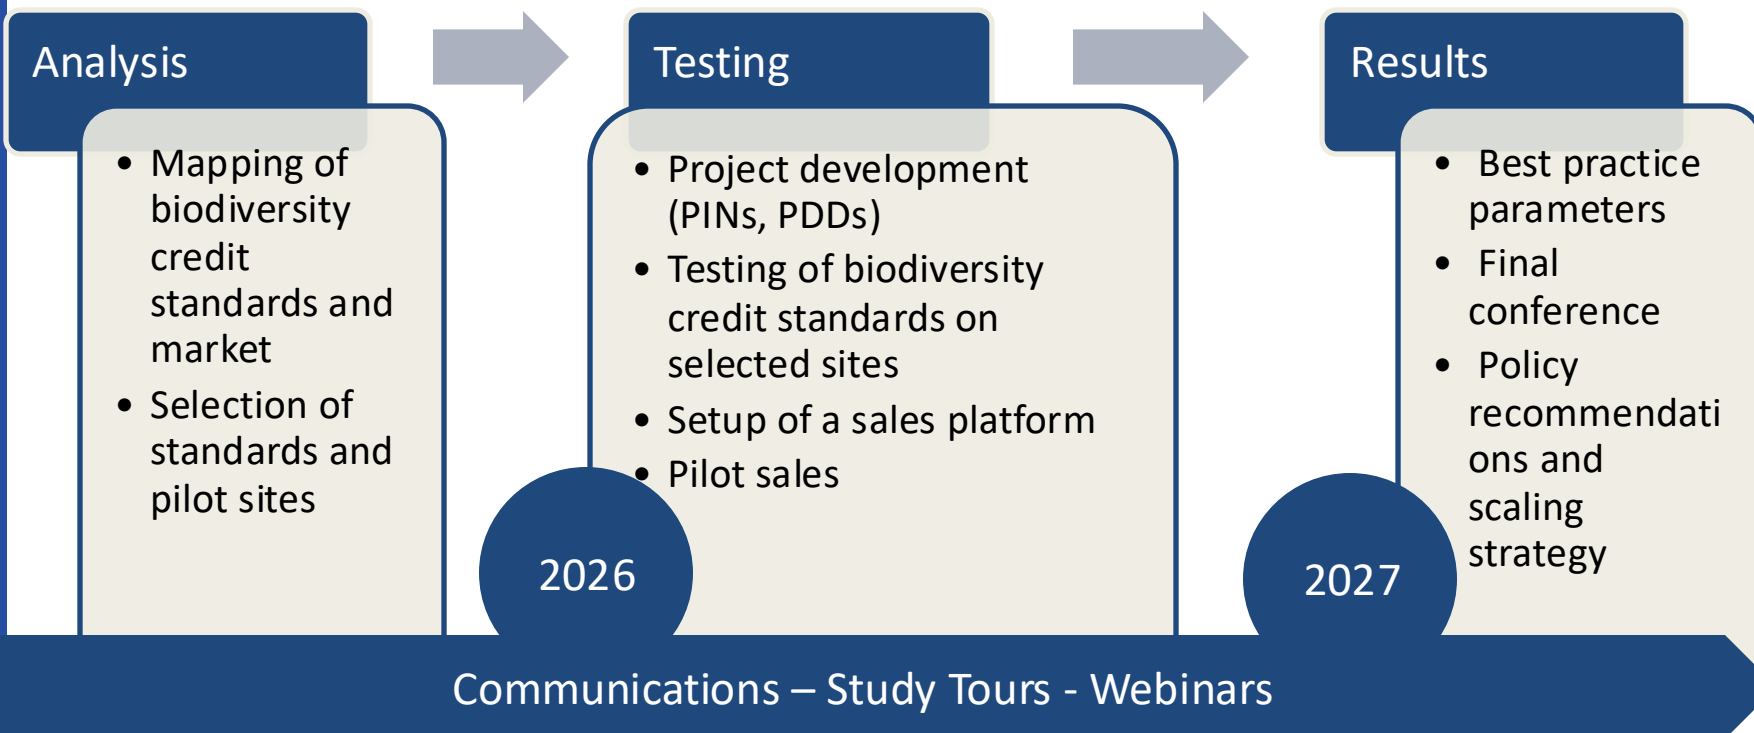 Analysis
• Mapping of
biodiversity
credit
standards and
market
• Selection of
standards and
pilot sites
Testing
• Project development
(PINs, PDDs)
• Testing of biodiversity
credit standards on
selected sites
• Setup of a sales platform
• Pilot sales
2026
Results
• Best practice
parameters
• Final
conference
• Policy
recommendati
ons and
scaling
strategy
2027
Communications – Study Tours - Webinars